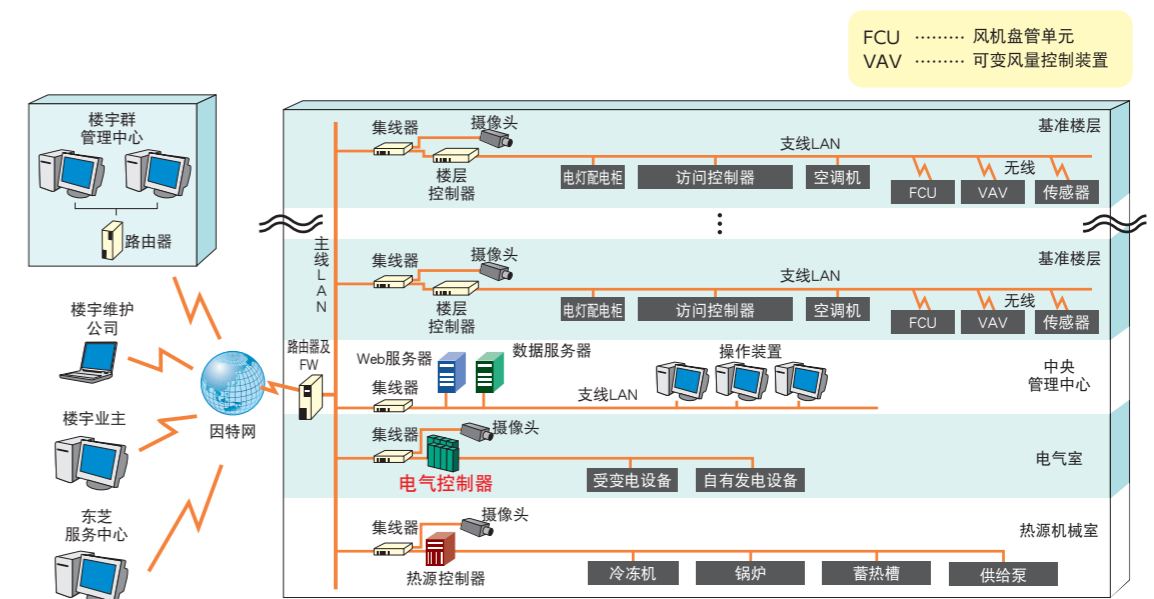 FCU ········· 风机盘管单元
VAV ········· 可变风量控制装置
楼宇群
管理中心
路由器
楼宇维护
公司
楼宇业主
东芝
服务中心
因特网
路由器及
FW
主线LAN
集线器
摄像头
楼层
控制器
支线LAN
基准楼层
电灯配电柜
访问控制器
空调机
无线
FCU
VAV
传感器
⋮
集线器
摄像头
楼层
控制器
支线LAN
基准楼层
电灯配电柜
访问控制器
空调机
无线
FCU
VAV
传感器
Web服务器
数据服务器
操作装置
集线器
支线LAN
中央
管理中心
集线器
摄像头
电气控制器
受变电设备
自有发电设备
电气室
集线器
摄像头
热源控制器
冷冻机
锅炉
蓄热槽
供给泵
热源机械室